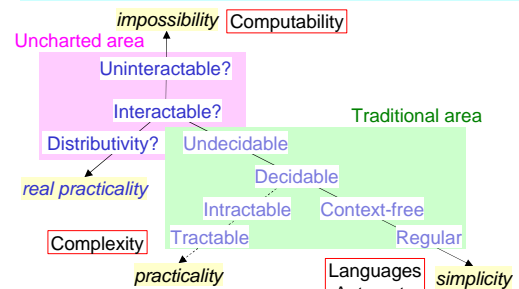 impossibility
Computability
Uncharted area
Uninteractable?
Interactable?
Traditional area
Distributivity?
Undecidable
Decidable
real practicality
Intractable
Context-free
Complexity
Tractable
Regular
practicality
Languages
simplicity